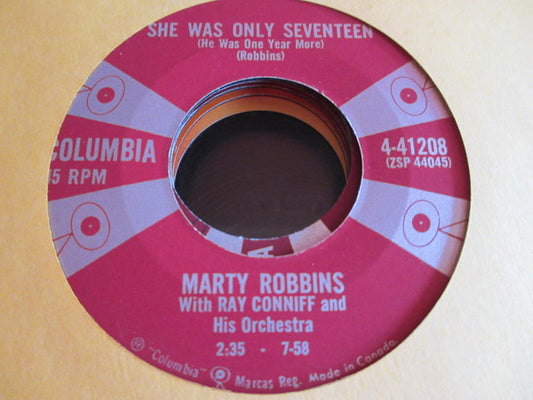 SHE WAS ONLY SEVENTEEN
(He Was One Year More)
(Robbins)
COLUMBIA
45 RPM
4-41208
(ZSP 44045)
MARTY ROBBINS
With RAY CONNIFF and
His Orchestra
2:35 - 7-58
"Columbia" Marcas Reg. Made in Canada